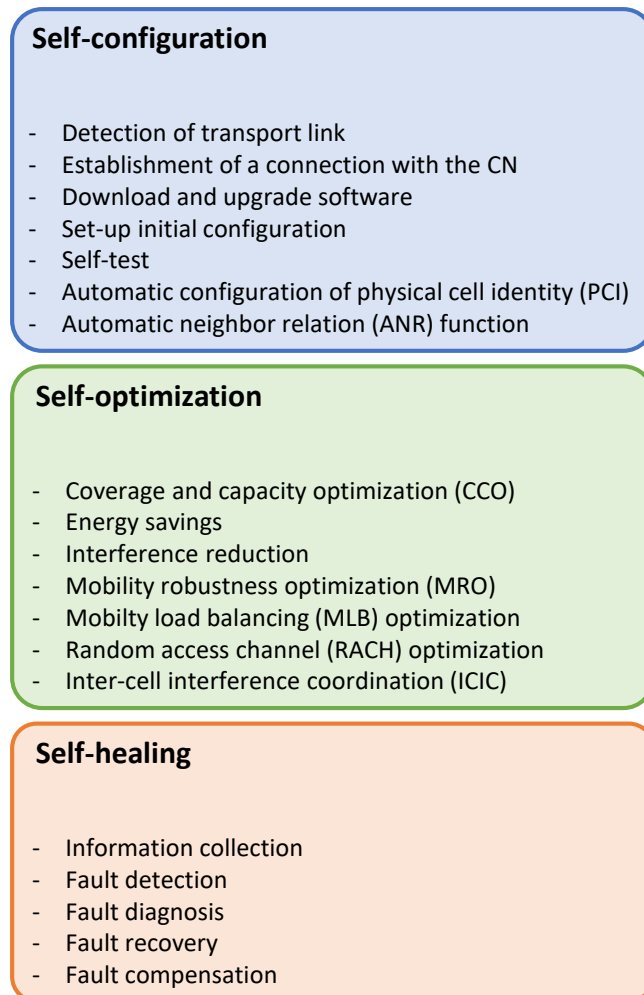 Self-configuration
- Detection of transport link
- Establishment of a connection with the CN
- Download and upgrade software
- Set-up initial configuration
- Self-test
- Automatic configuration of physical cell identity (PCI)
- Automatic neighbor relation (ANR) function
Self-optimization
- Coverage and capacity optimization (CCO)
- Energy savings
- Interference reduction
- Mobility robustness optimization (MRO)
- Mobilty load balancing (MLB) optimization
- Random access channel (RACH) optimization
- Inter-cell interference coordination (ICIC)
Self-healing
- Information collection
- Fault detection
- Fault diagnosis
- Fault recovery
- Fault compensation